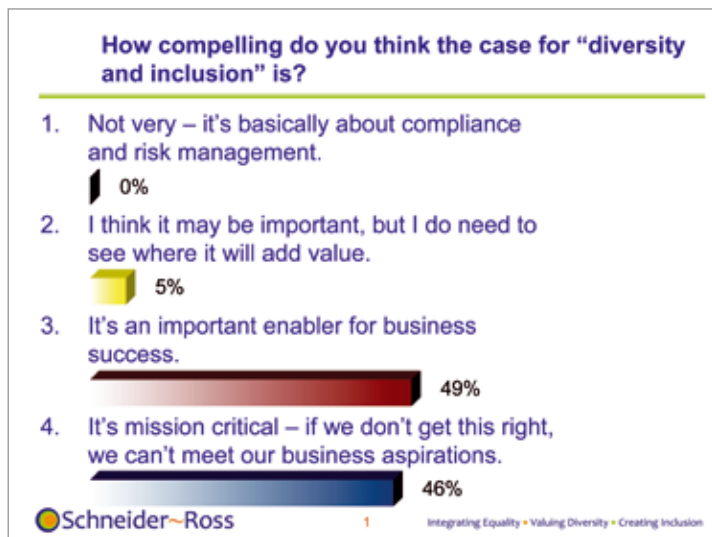 How compelling do you think the case for “diversity
and inclusion” is?
1. Not very – it’s basically about compliance
and risk management.
0%
2. I think it may be important, but I do need to
see where it will add value.
5%
3. It’s an important enabler for business
success.
49%
4. It’s mission critical – if we don’t get this right,
we can’t meet our business aspirations.
46%
Schneider~Ross 1 Integrating Equality • Valuing Diversity • Creating Inclusion